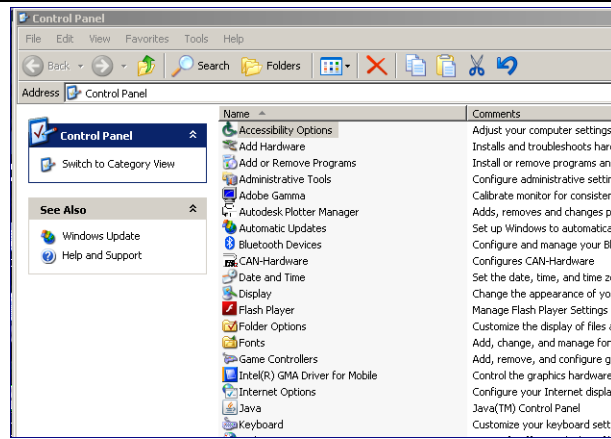 Control Panel
File Edit View Favorites Tools Help
Back Search Folders
Address Control Panel
Name Comments
Control Panel
Switch to Category View
See Also
Windows Update
Help and Support
Accessibility Options Adjust your computer settings
Add Hardware Installs and troubleshoots har
Add or Remove Programs Install or remove programs an
Administrative Tools Configure administrative settin
Adobe Gamma Calibrate monitor for consister
Autodesk Plotter Manager Adds, removes and changes p
Automatic Updates Set up Windows to automatica
Bluetooth Devices Configure and manage your Bl
CAN-Hardware Configures CAN-Hardware
Date and Time Set the date, time, and time z
Display Change the appearance of yo
Flash Player Manage Flash Player Settings
Folder Options Customize the display of files a
Fonts Add, change, and manage fon
Game Controllers Add, remove, and configure g
Intel(R) GMA Driver for Mobile Control the graphics hardware
Internet Options Configure your Internet displa
Java Java(TM) Control Panel
Keyboard Customize your keyboard sett